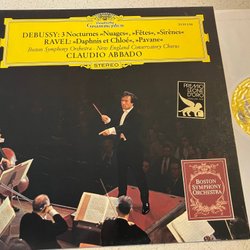 Deutsche
Grammophon
DEBUSSY: 3 Nocturnes »Nuages«, »Fêtes«, »Sirènes«
RAVEL: »Daphnis et Chloé«, »Pavane«
Boston Symphony Orchestra · New England Conservatory Chorus
CLAUDIO ABBADO
STEREO
PREMIO
BOSTON
SYMPHONY
ORCHESTRA